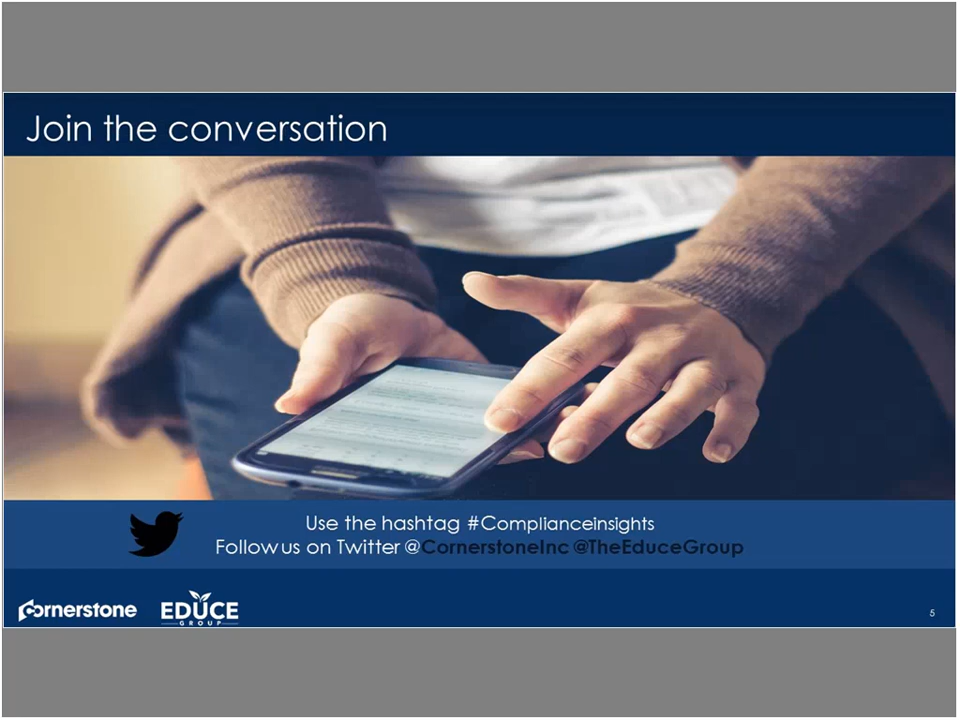 Join the conversation
Use the hashtag #Complianceinsights
Follow us on Twitter @CornerstoneInc @TheEduceGroup
Cornerstone
EDUCE
GROUP
5